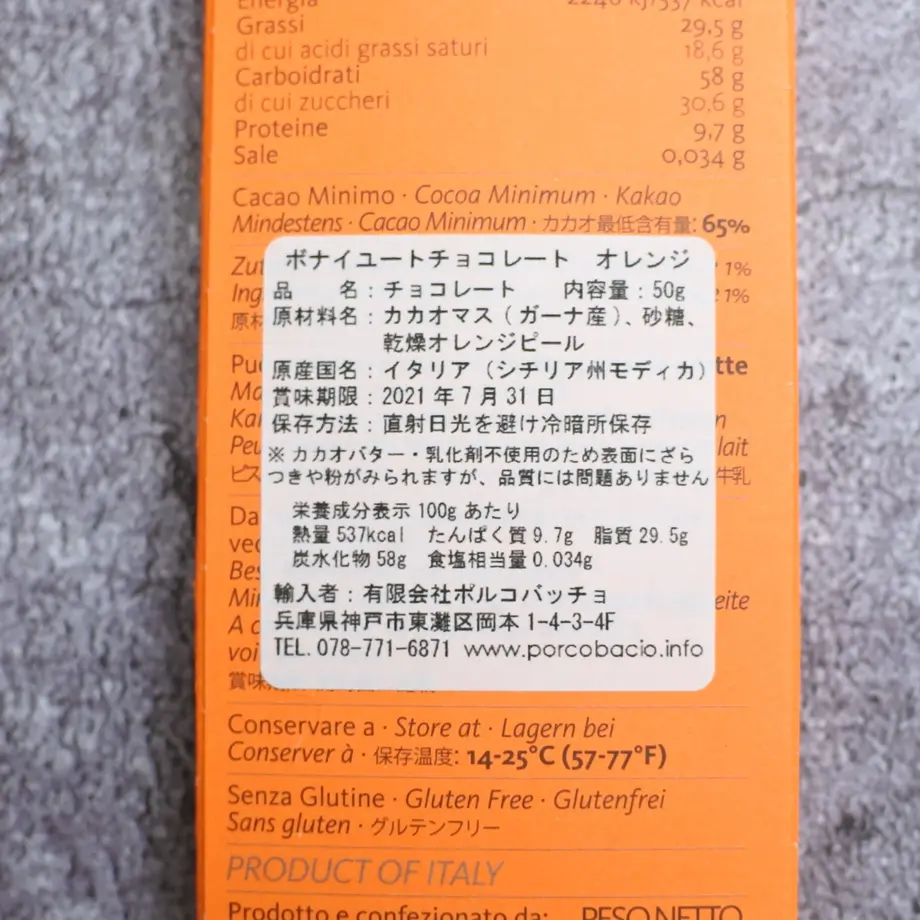 Energia 2246 kJ/537 kcal
Grassi 29,5 g
di cui acidi grassi saturi 18,6 g
Carboidrati 58 g
di cui zuccheri 30,6 g
Proteine 9,7 g
Sale 0,034 g
Cacao Minimo · Cocoa Minimum · Kakao
Mindestens · Cacao Minimum · カカオ最低含有量: 65%
1%
1%
ボナイユートチョコレート　オレンジ
品　　名：チョコレート　　内容量：50g
原材料名：カカオマス（ガーナ産）、砂糖、
乾燥オレンジピール
原産国名：イタリア（シチリア州モディカ）
賞味期限：2021 年 7 月 31 日
保存方法：直射日光を避け冷暗所保存
※ カカオバター・乳化剤不使用のため表面にざら
つきや粉がみられますが、品質には問題ありません
牛乳
栄養成分表示 100g あたり
熱量 537kcal　たんぱく質 9.7g　脂質 29.5g
炭水化物 58g　食塩相当量 0.034g
輸入者：有限会社ポルコバッチョ
兵庫県神戸市東灘区岡本 1-4-3-4F
TEL. 078-771-6871 www.porcobacio.info
Conservare a · Store at · Lagern bei
Conserver à · 保存温度: 14-25°C (57-77°F)
Senza Glutine · Gluten Free · Glutenfrei
Sans gluten · グルテンフリー
PRODUCT OF ITALY
Prodotto e confezionato da: PESO NETTO